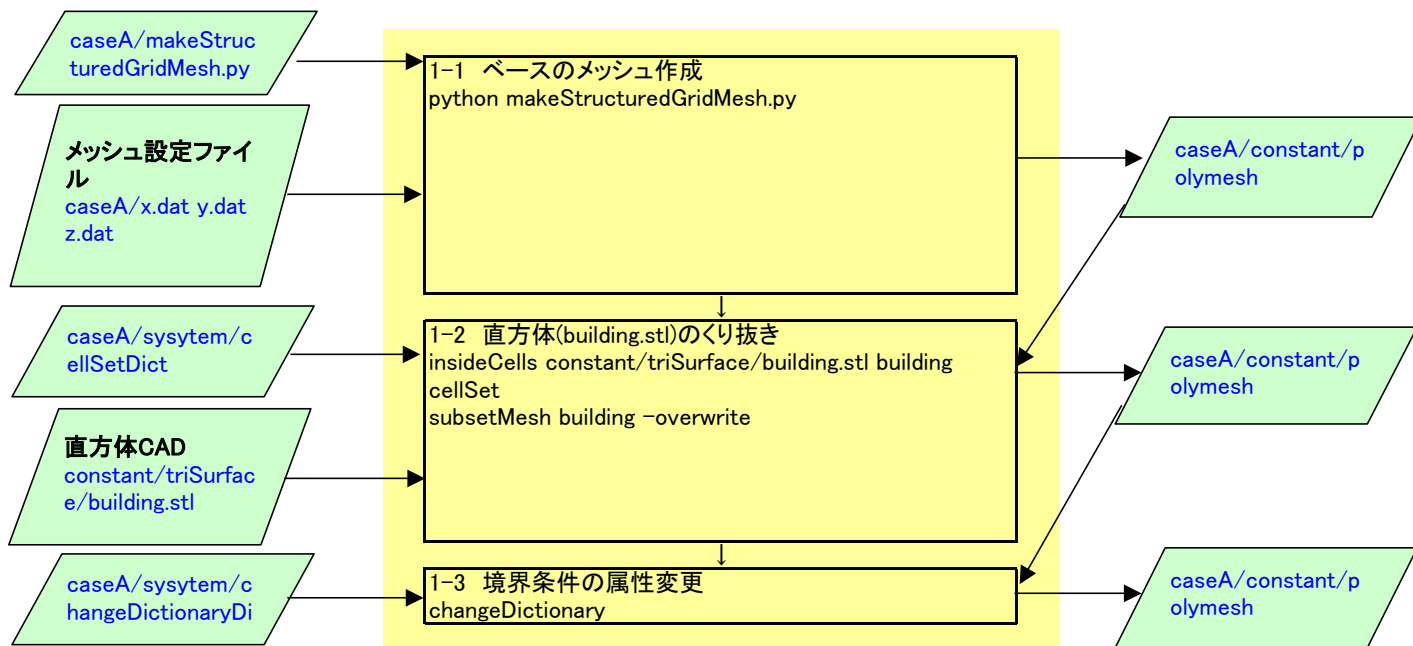 caseA/makeStruc
turedGridMesh.py
メッシュ設定ファイ
ル
caseA/x.dat y.dat
z.dat
1-1 ベースのメッシュ作成
python makeStructuredGridMesh.py
caseA/constant/p
olymesh
↓
caseA/sysytem/c
ellSetDict
直方体CAD
constant/triSurfac
e/building.stl
1-2 直方体(building.stl)のくり抜き
insideCells constant/triSurface/building.stl building
cellSet
subsetMesh building -overwrite
caseA/constant/p
olymesh
↓
caseA/sysytem/c
hangeDictionaryDi
1-3 境界条件の属性変更
changeDictionary
caseA/constant/p
olymesh